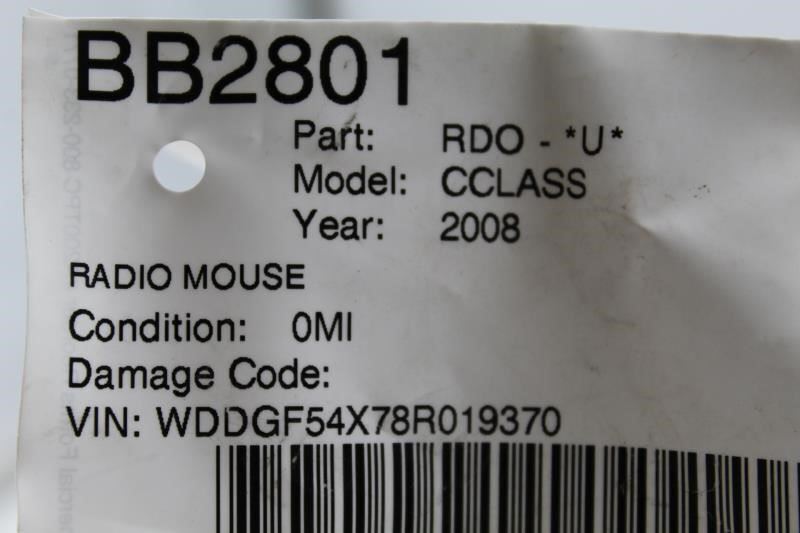 BB2801
Part: RDO - *U*
Model: CCLASS
Year: 2008
RADIO MOUSE
Condition: 0MI
Damage Code:
VIN: WDDGF54X78R019370